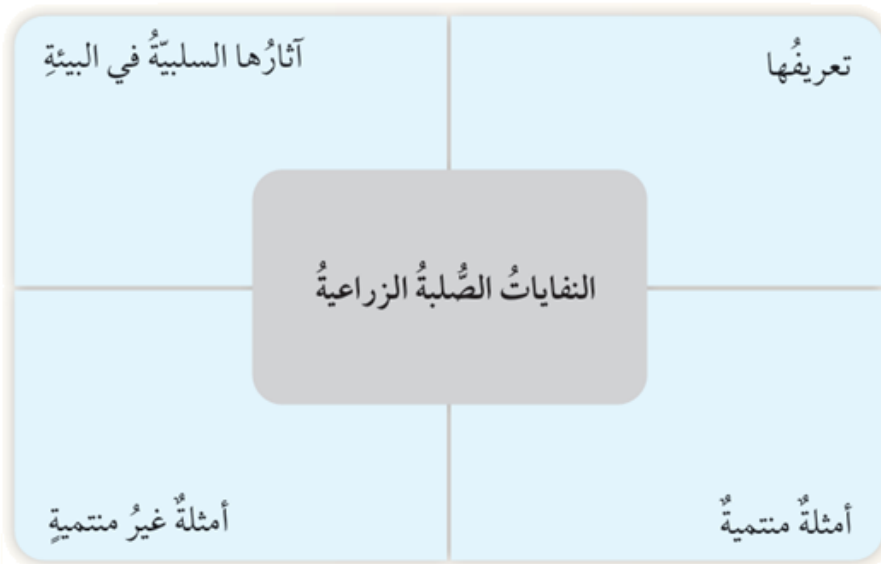 تعريفُها
آثارُها السلبيّةُ في البيئةِ
النفاياتُ الصُّلبةُ الزراعيةُ
أمثلةٌ منتميةٌ
أمثلةٌ غيرُ منتميةٍ